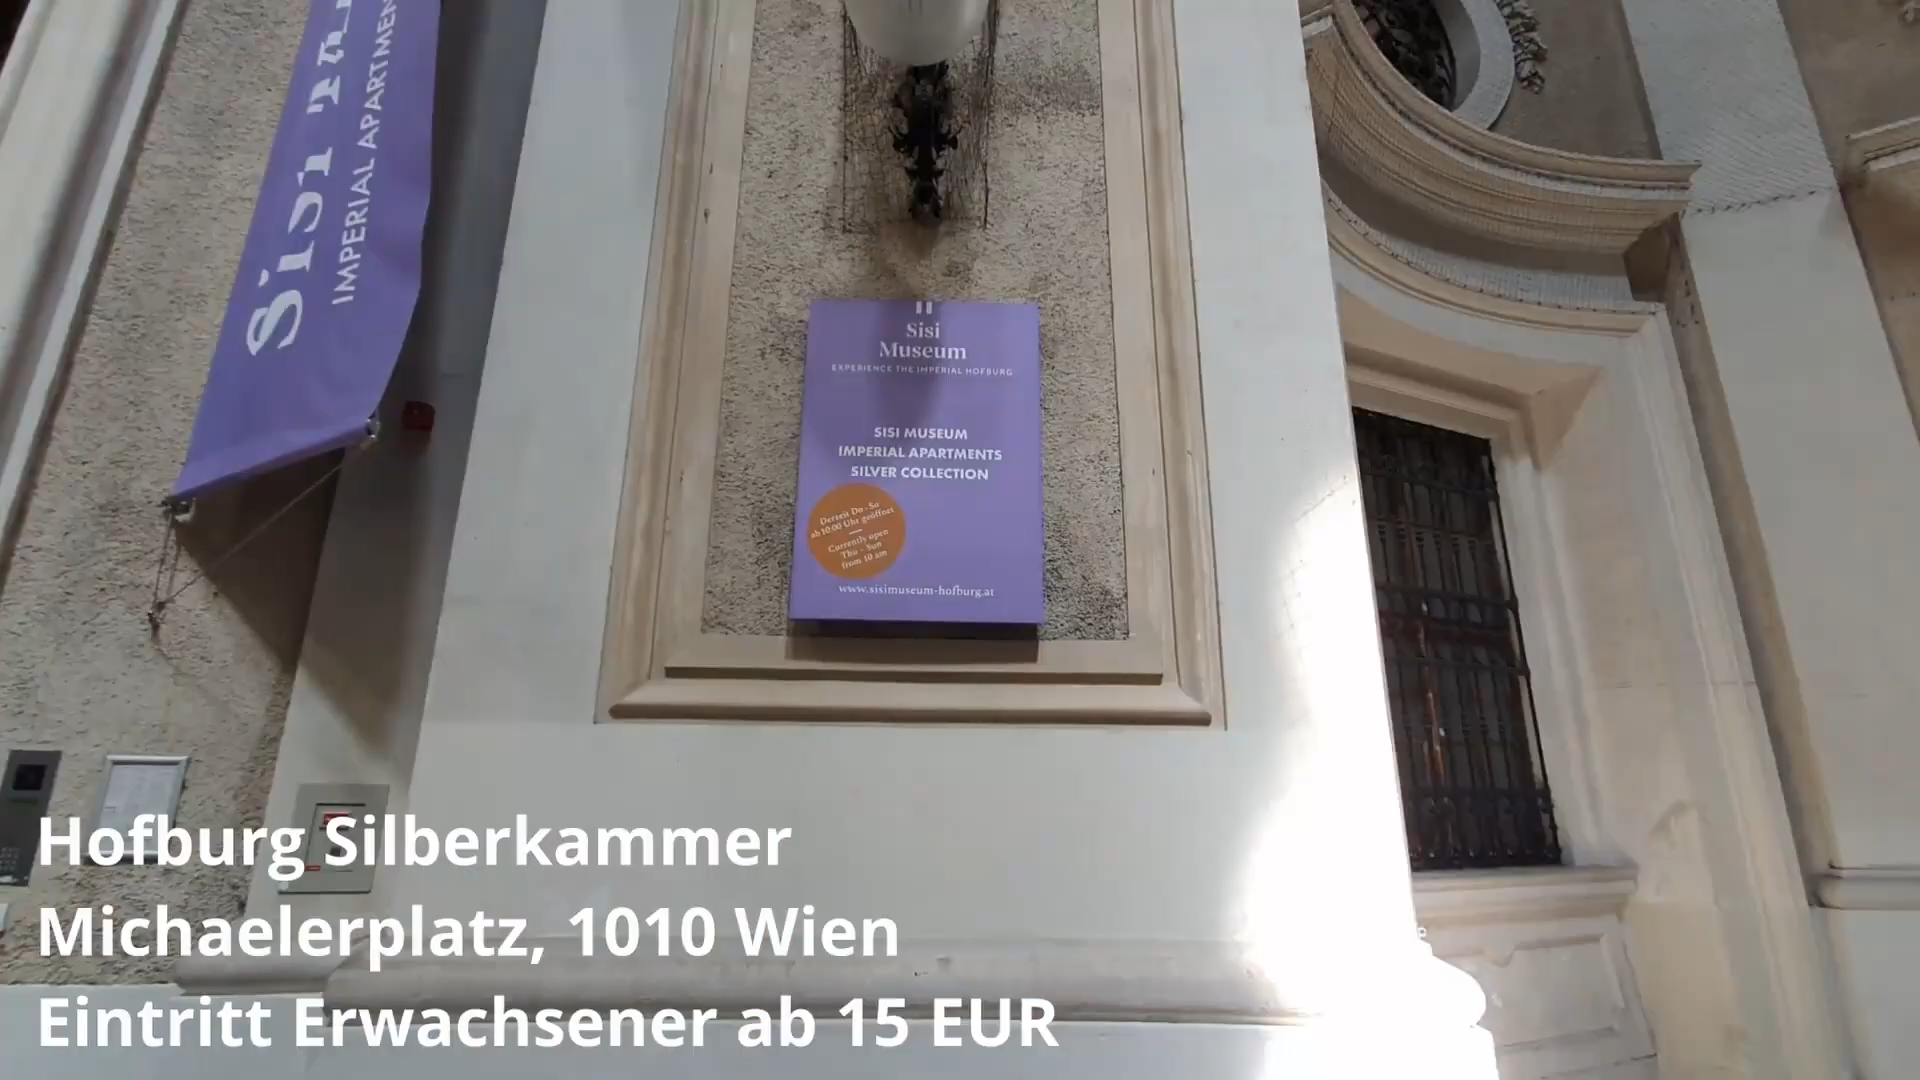 Sisi
IMPERIAL APARTMEN
Sisi
Museum
EXPERIENCE THE IMPERIAL HOFBURG
SISI MUSEUM
IMPERIAL APARTMENTS
SILVER COLLECTION
Derzeit Do - So
ab 10:00 Uhr geöffnet
Currently open
Thu - Sun
from 10 am
www.sisimuseum-hofburg.at
Hofburg Silberkammer
Michaelerplatz, 1010 Wien
Eintritt Erwachsener ab 15 EUR